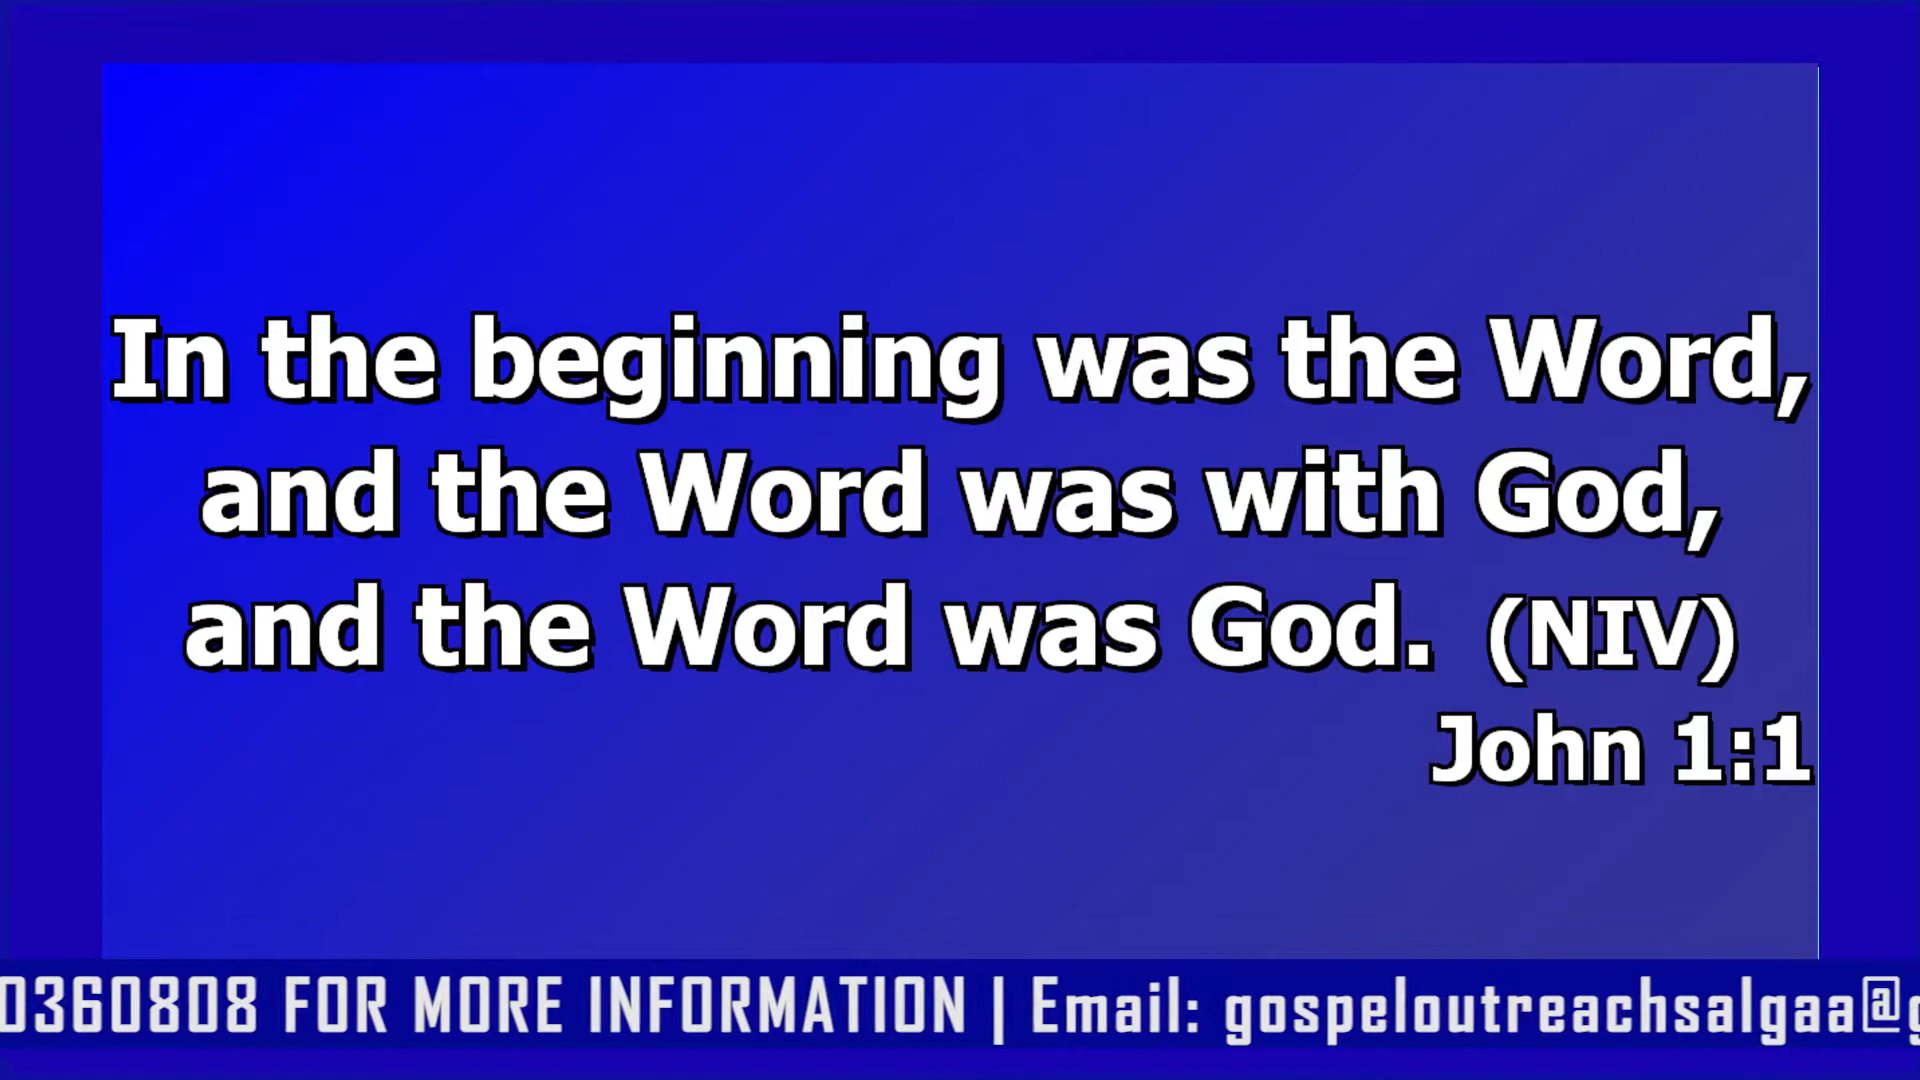 In the beginning was the Word,
and the Word was with God,
and the Word was God. (NIV)
John 1:1
0360808 FOR MORE INFORMATION | Email: gospeloutreachsalgaa@g